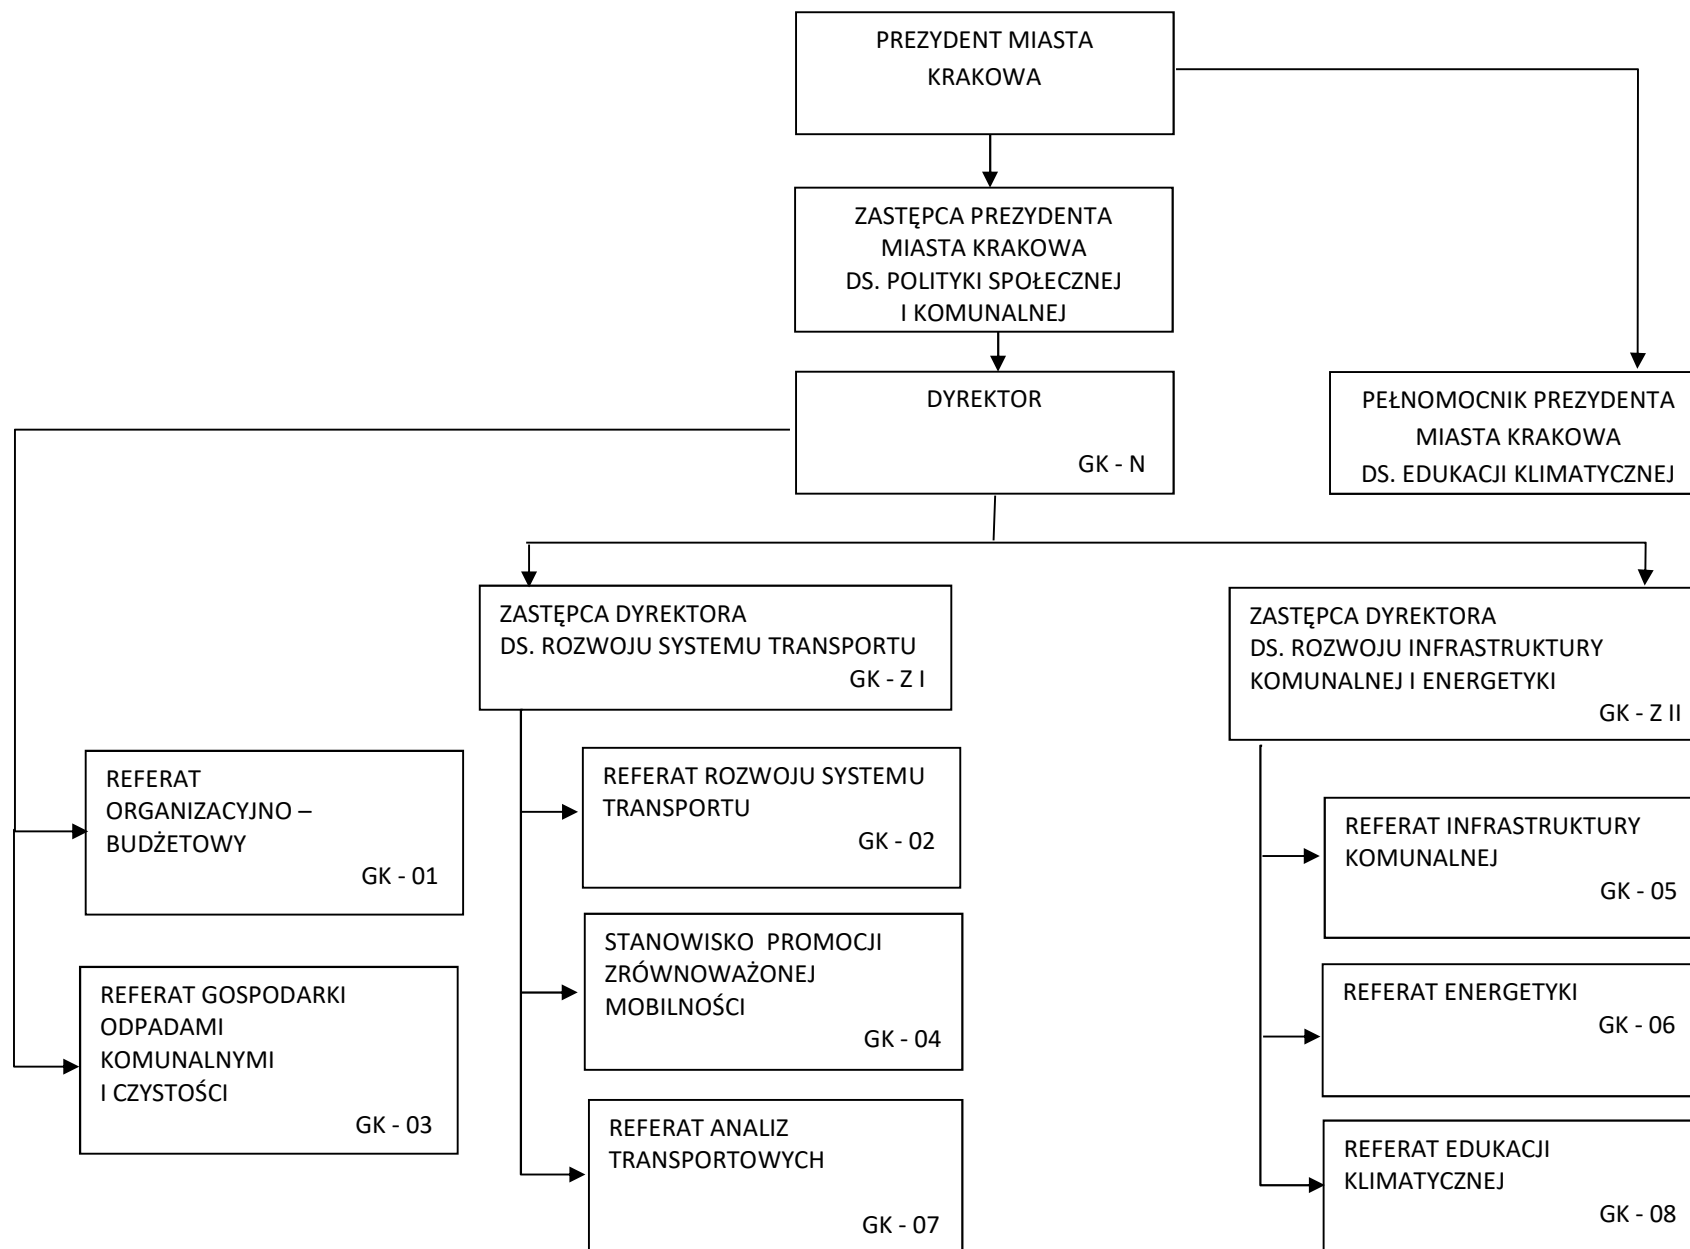 PREZYDENT MIASTA
KRAKOWA
ZASTĘPCA PREZYDENTA
MIASTA KRAKOWA
DS. POLITYKI SPOŁECZNEJ
I KOMUNALNEJ
DYREKTOR
GK - N
PEŁNOMOCNIK PREZYDENTA
MIASTA KRAKOWA
DS. EDUKACJI KLIMATYCZNEJ
ZASTĘPCA DYREKTORA
DS. ROZWOJU SYSTEMU TRANSPORTU
GK - Z I
ZASTĘPCA DYREKTORA
DS. ROZWOJU INFRASTRUKTURY
KOMUNALNEJ I ENERGETYKI
GK - Z II
REFERAT
ORGANIZACYJNO –
BUDŻETOWY
GK - 01
REFERAT GOSPODARKI
ODPADAMI
KOMUNALNYMI
I CZYSTOŚCI
GK - 03
REFERAT ROZWOJU SYSTEMU
TRANSPORTU
GK - 02
STANOWISKO  PROMOCJI
ZRÓWNOWAŻONEJ
MOBILNOŚCI
GK - 04
REFERAT ANALIZ
TRANSPORTOWYCH
GK - 07
REFERAT INFRASTRUKTURY
KOMUNALNEJ
GK - 05
REFERAT ENERGETYKI
GK - 06
REFERAT EDUKACJI
KLIMATYCZNEJ
GK - 08